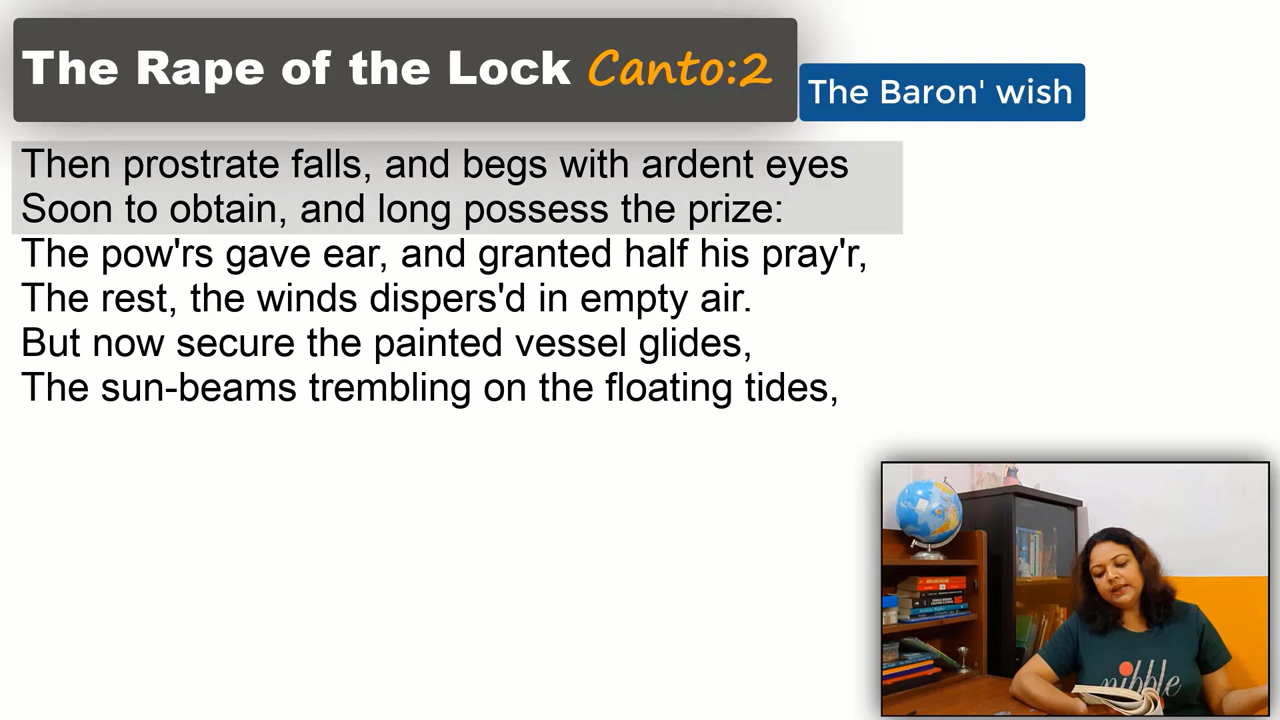 The Rape of the Lock Canto:2
The Baron' wish
Then prostrate falls, and begs with ardent eyes
Soon to obtain, and long possess the prize:
The pow'rs gave ear, and granted half his pray'r,
The rest, the winds dispers'd in empty air.
But now secure the painted vessel glides,
The sun-beams trembling on the floating tides,
nibble